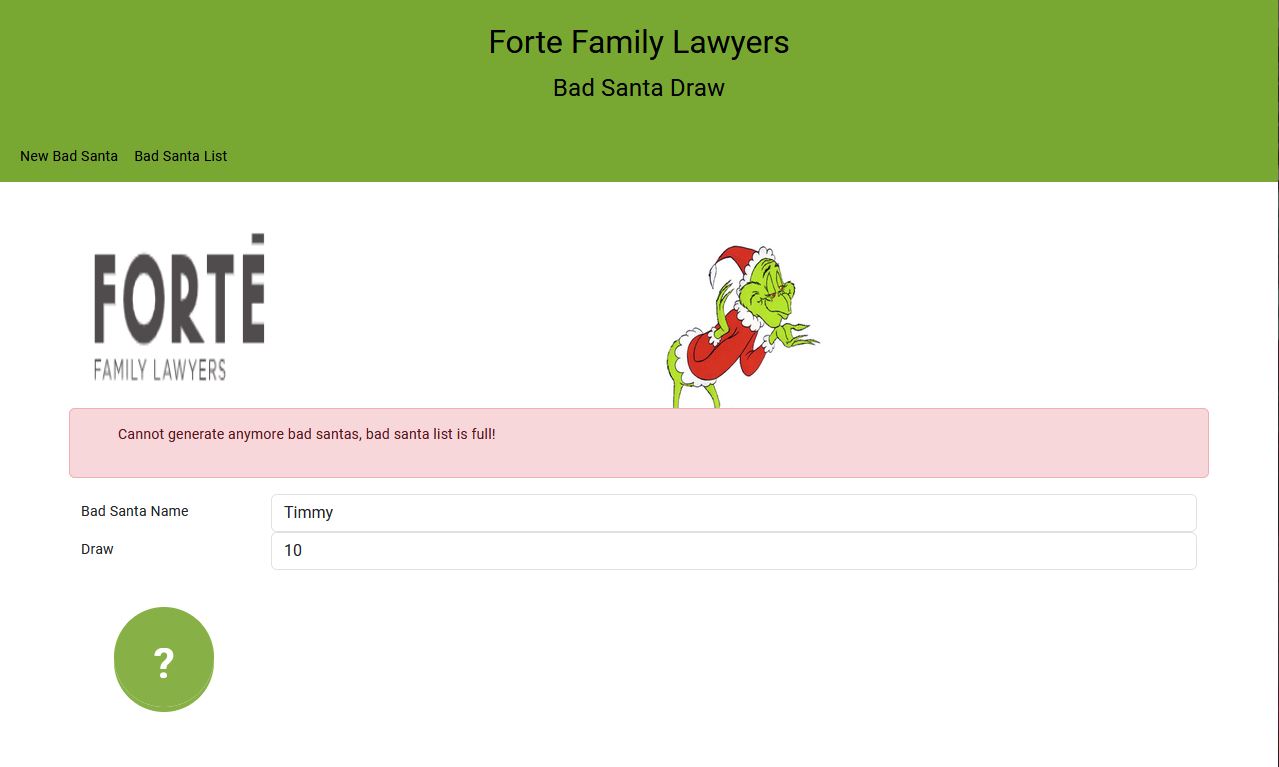 Forte Family Lawyers
Bad Santa Draw
New Bad Santa Bad Santa List
FORTÉ
FAMILY LAWYERS
Cannot generate anymore bad santas, bad santa list is full!
Bad Santa Name Timmy
Draw 10
?